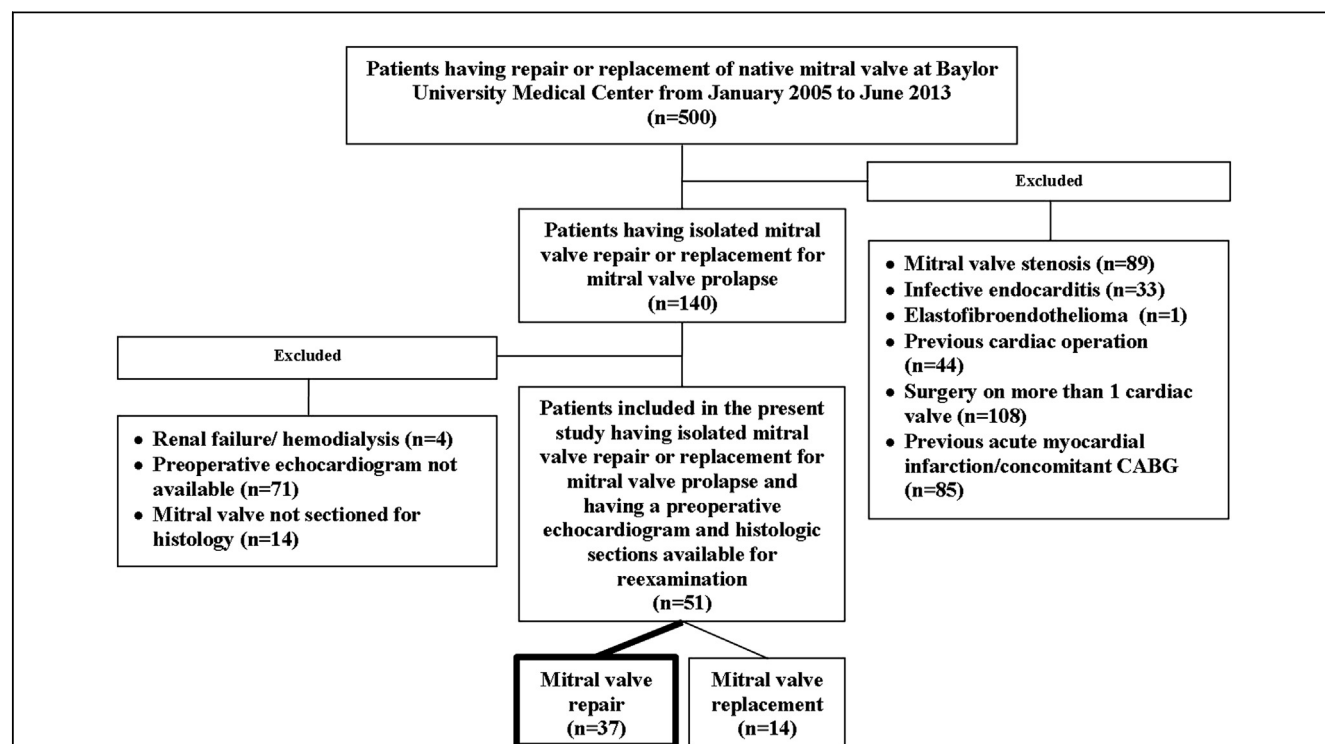 Patients having repair or replacement of native mitral valve at Baylor
University Medical Center from January 2005 to June 2013
(n=500)
Excluded
Patients having isolated mitral
valve repair or replacement for
mitral valve prolapse
(n=140)
• Mitral valve stenosis (n=89)
• Infective endocarditis (n=33)
• Elastofibroendothelioma (n=1)
• Previous cardiac operation
(n=44)
• Surgery on more than 1 cardiac
valve (n=108)
• Previous acute myocardial
infarction/concomitant CABG
(n=85)
Excluded
• Renal failure/ hemodialysis (n=4)
• Preoperative echocardiogram not
available (n=71)
• Mitral valve not sectioned for
histology (n=14)
Patients included in the present
study having isolated mitral
valve repair or replacement for
mitral valve prolapse and
having a preoperative
echocardiogram and histologic
sections available for
reexamination
(n=51)
Mitral valve
repair
(n=37)
Mitral valve
replacement
(n=14)